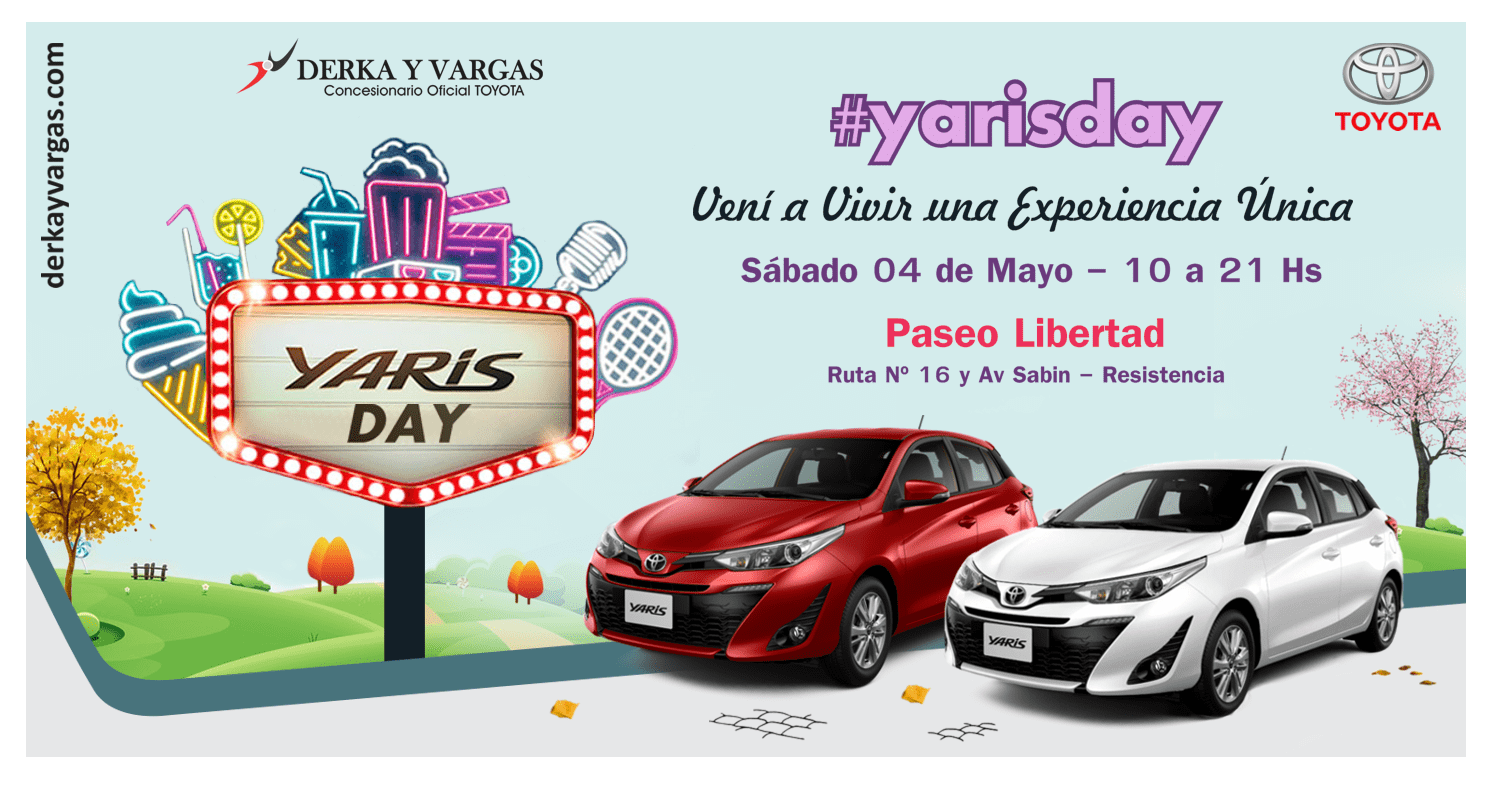 derkayvargas.com
DERKA Y VARGAS
Concesionario Oficial TOYOTA
#yarisday
TOYOTA
Vení a Vivir una Experiencia Única
Sábado 04 de Mayo – 10 a 21 Hs
Paseo Libertad
Ruta Nº 16 y Av Sabin – Resistencia
YARiS
DAY
YARiS
YARiS